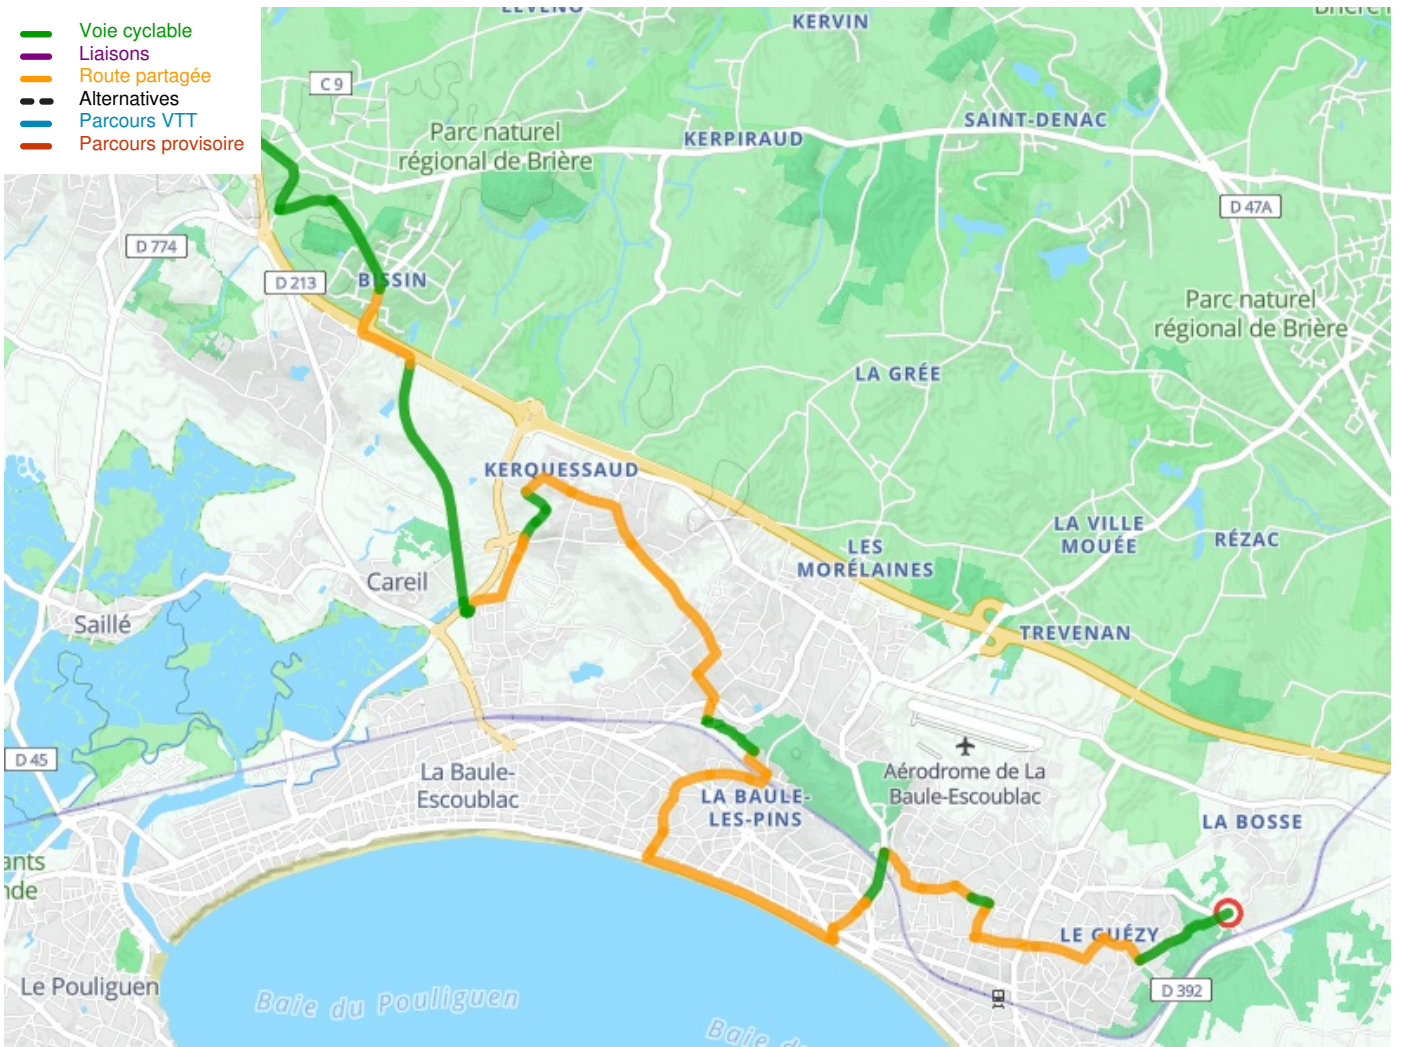 Voie cyclable
Liaisons
Route partagée
Alternatives
Parcours VTT
Parcours provisoire
KERVIN
C 9
Parc naturel
régional de Brière
KERPIRAUD
SAINT-DENAC
D 47A
D 774
D 213
BISSIN
Parc naturel
régional de Brière
LA GRÉE
KERQUESSAUD
LES
MORÉLAINES
LA VILLE
MOUÉE
RÉZAC
Careil
Saillé
TREVENAN
D 45
La Baule-
Escoublac
LA BAULE-
LES-PINS
Aérodrome de La
Baule-Escoublac
LA BOSSE
LE GUÉZY
D 392
Le Pouliguen
Baie du Pouliguen
Baie d